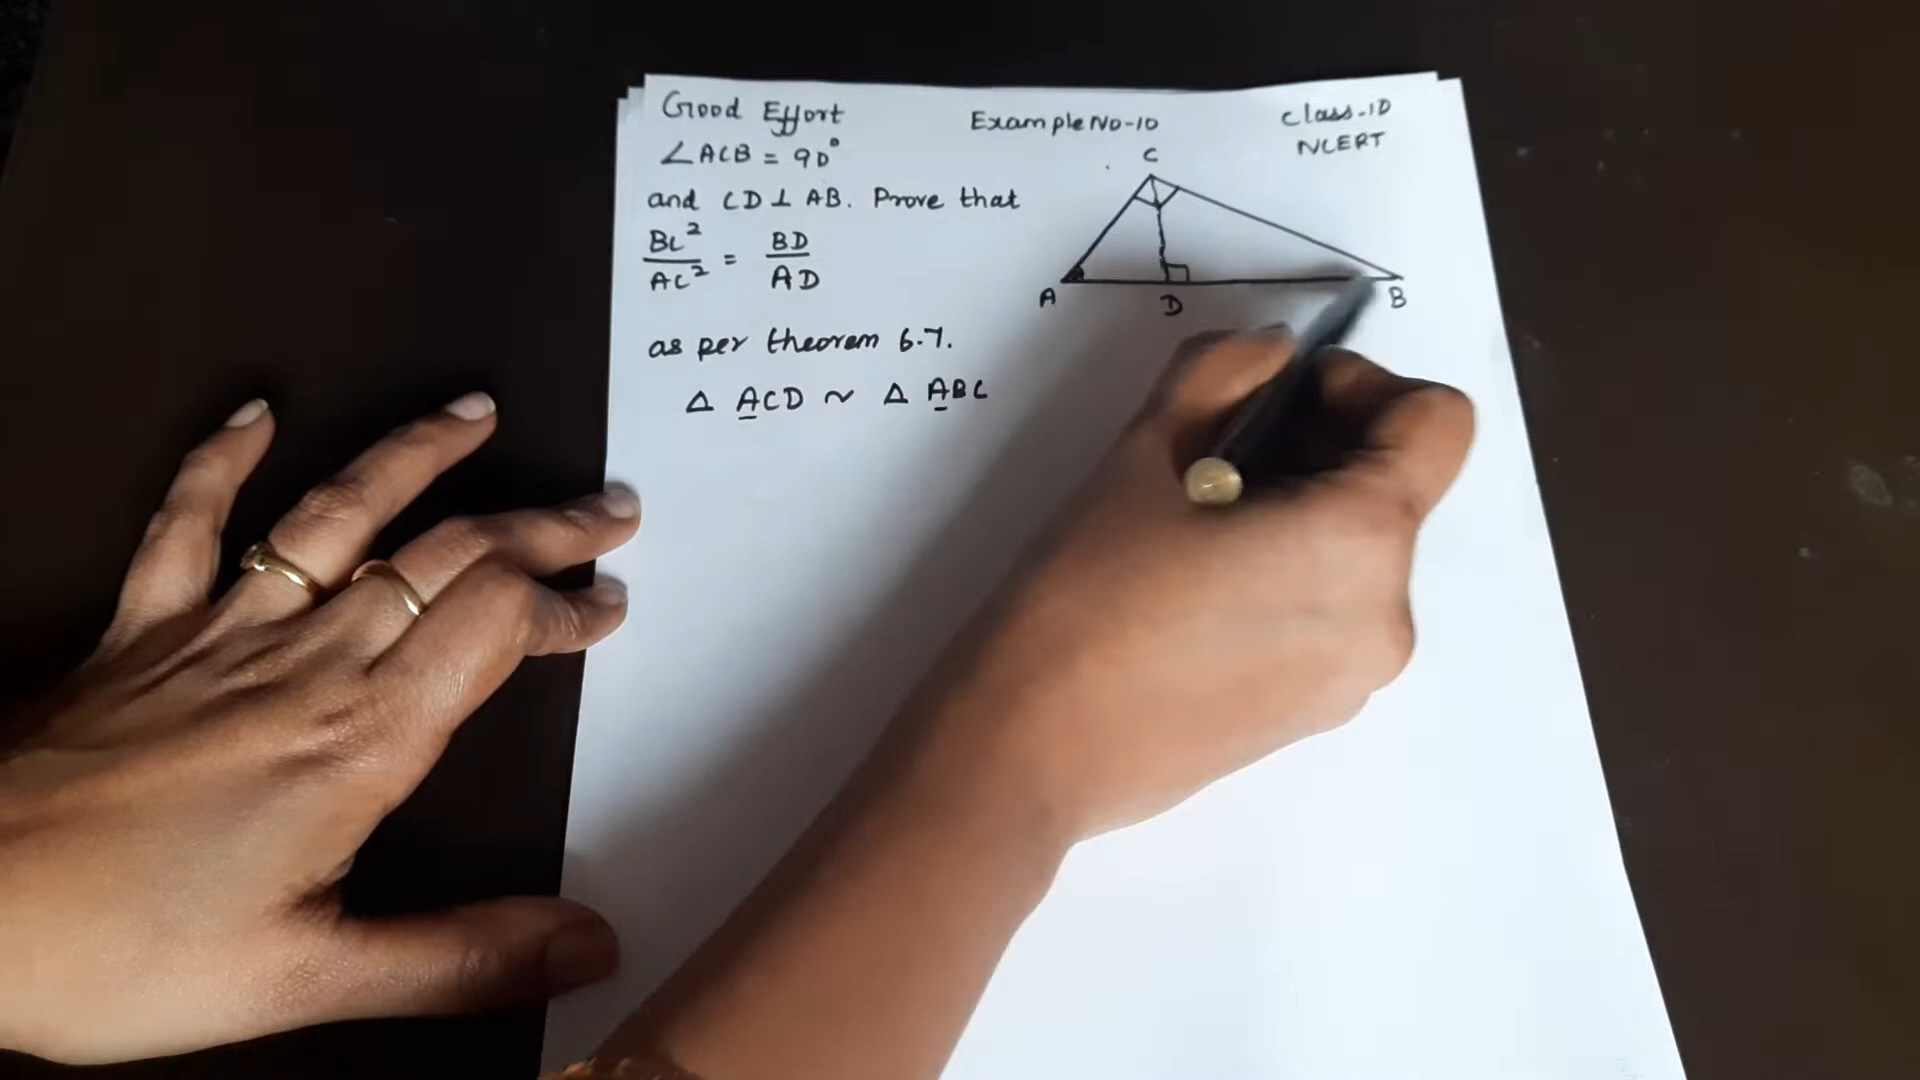 Good Effort
Example No-10
Class-10
NCERT
∠ACB = 90°
and CD ⊥ AB. Prove that
BC²/AC² = BD/AD
C
A
D
B
as per theorem 6.7.
Δ ACD ~ Δ ABC